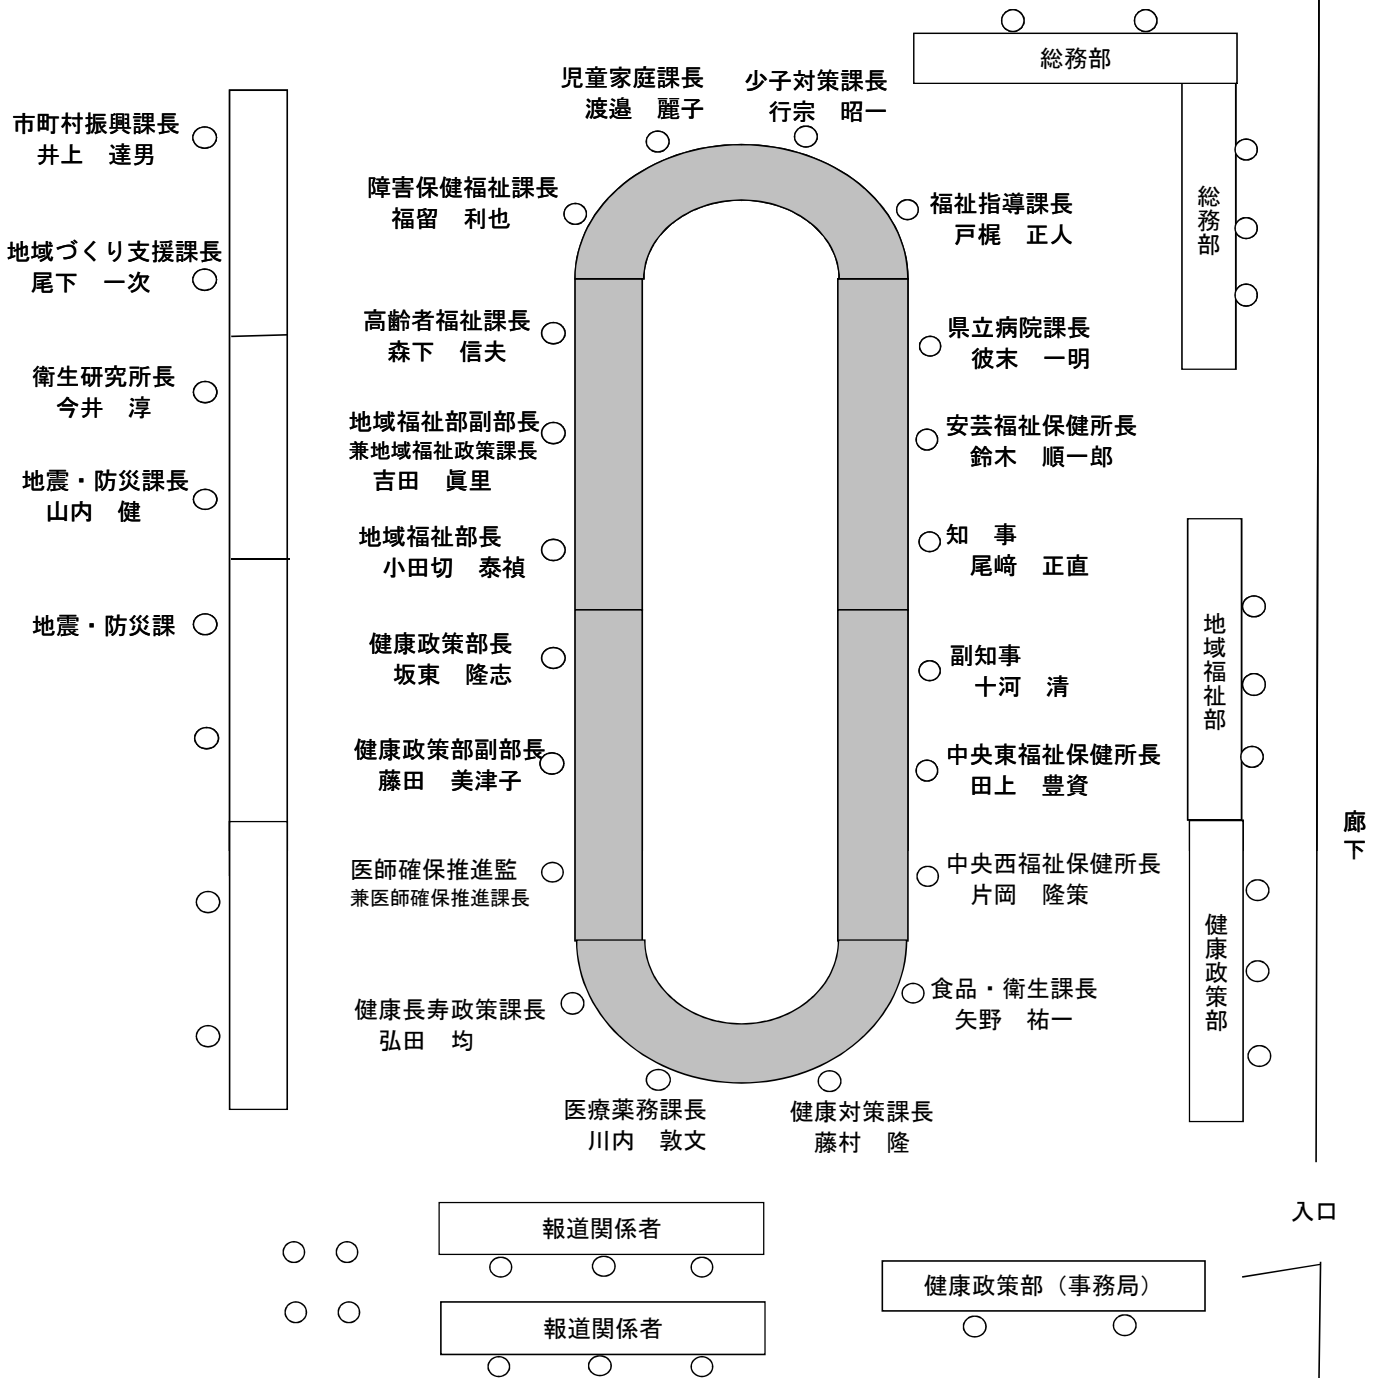 総務部
児童家庭課長
渡邉　麗子
少子対策課長
行宗　昭一
市町村振興課長
井上　達男
障害保健福祉課長
福留　利也
福祉指導課長
戸梶　正人
総務部
地域づくり支援課長
尾下　一次
高齢者福祉課長
森下　信夫
県立病院課長
彼末　一明
衛生研究所長
今井　淳
地域福祉部副部長
兼地域福祉政策課長
吉田　眞里
安芸福祉保健所長
鈴木　順一郎
地震・防災課長
山内　健
地域福祉部長
小田切　泰禎
知　事
尾﨑　正直
地震・防災課
健康政策部長
坂東　隆志
副知事
十河　清
地域福祉部
健康政策部副部長
藤田　美津子
中央東福祉保健所長
田上　豊資
廊下
医師確保推進監
兼医師確保推進課長
中央西福祉保健所長
片岡　隆策
健康政策部
健康長寿政策課長
弘田　均
食品・衛生課長
矢野　祐一
医療薬務課長
川内　敦文
健康対策課長
藤村　隆
入口
報道関係者
健康政策部（事務局）
報道関係者